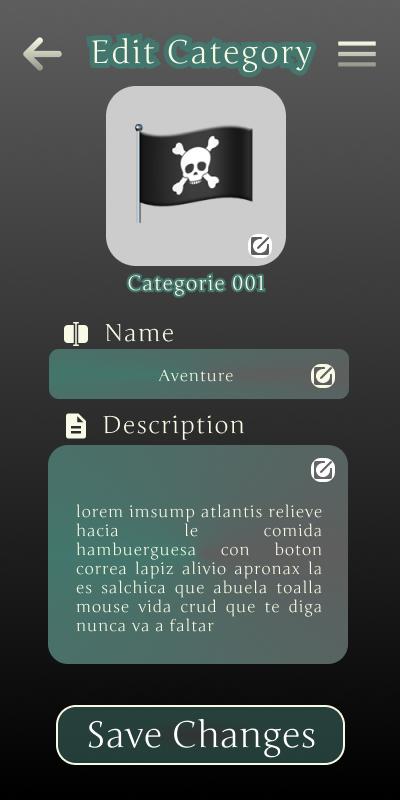 Edit Category
Categorie 001
Name
Aventure
Description
lorem imsump atlantis relieve
hacia le comida
hambuerguesa con boton
correa lapiz alivio apronax la
es salchica que abuela toalla
mouse vida crud que te diga
nunca va a faltar
Save Changes